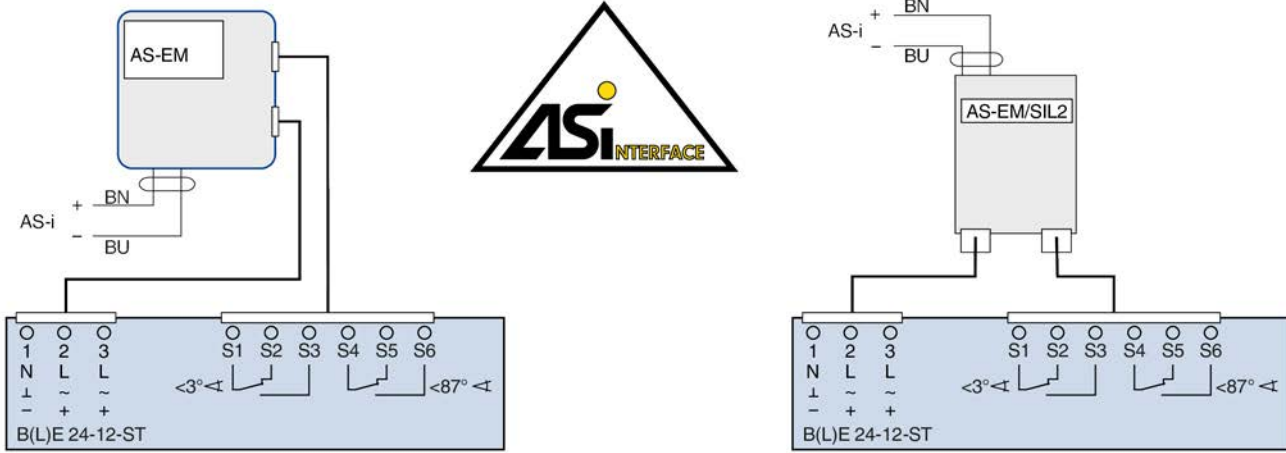 AS-EM
AS-i
+ BN
− BU
1 2 3 S1 S2 S3 S4 S5 S6
N L L
⊥ ~ ~
− + +
<3°∢ <87°∢
B(L)E 24-12-ST
ASi NTERFACE
AS-i
+ BN
− BU
AS-EM/SIL2
1 2 3 S1 S2 S3 S4 S5 S6
N L L
⊥ ~ ~
− + +
<3°∢ <87°∢
B(L)E 24-12-ST